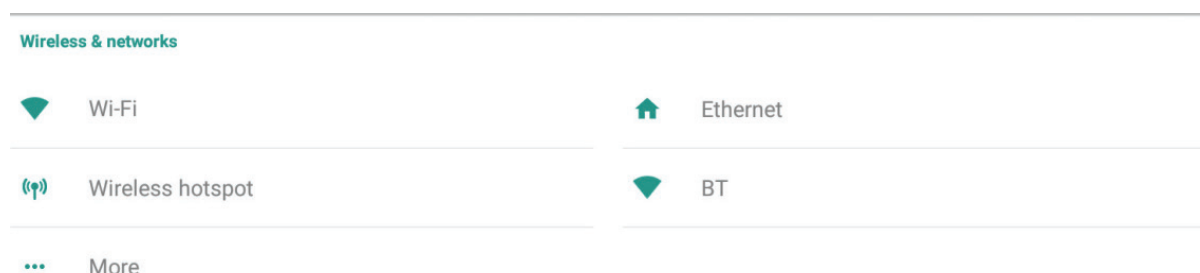 Wireless & networks
Wi-Fi
Ethernet
Wireless hotspot
BT
More